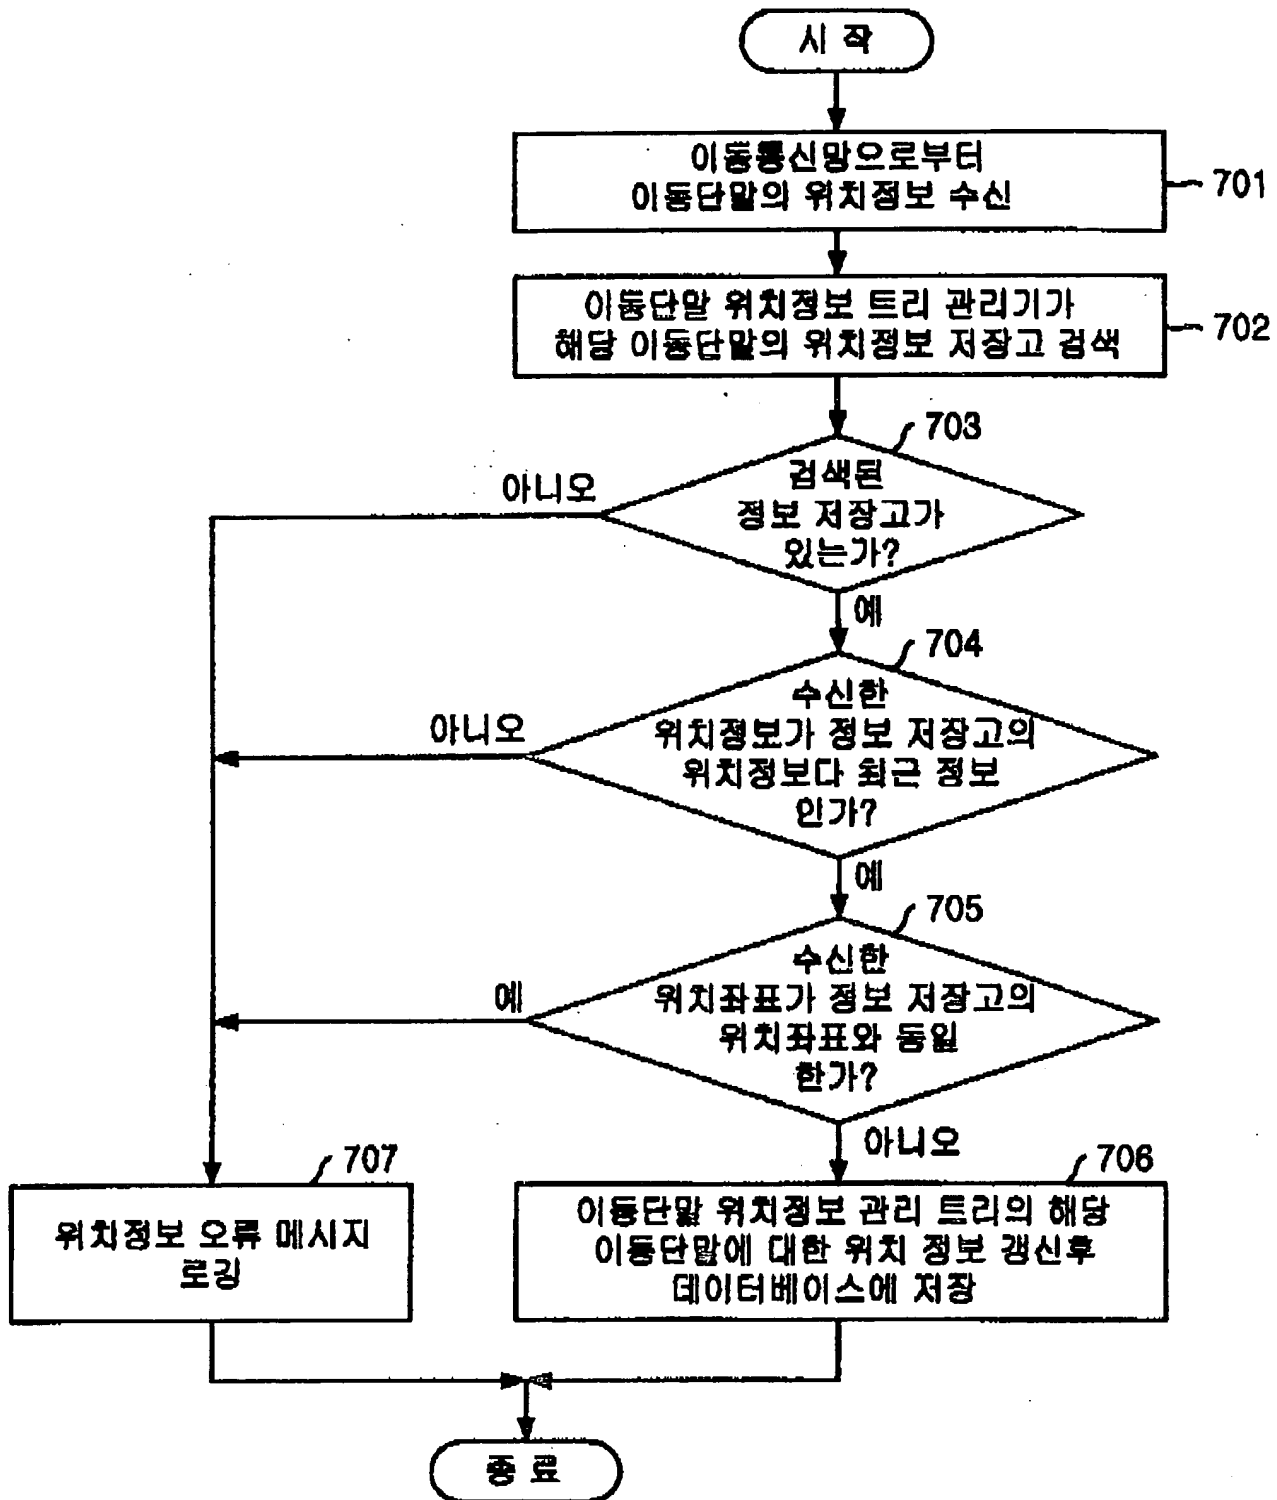 시 작
이동통신망으로부터
이동단말의 위치정보 수신
701
이동단말 위치정보 트리 관리기가
해당 이동단말의 위치정보 저장고 검색
702
703
검색된
정보 저장고가
있는가?
아니오
예
704
수신한
위치정보가 정보 저장고의
위치정보다 최근 정보
인가?
아니오
예
705
수신한
위치좌표가 정보 저장고의
위치좌표와 동일
한가?
예
아니오
707
위치정보 오류 메시지
로깅
706
이동단말 위치정보 관리 트리의 해당
이동단말에 대한 위치 정보 갱신후
데이터베이스에 저장
종 료